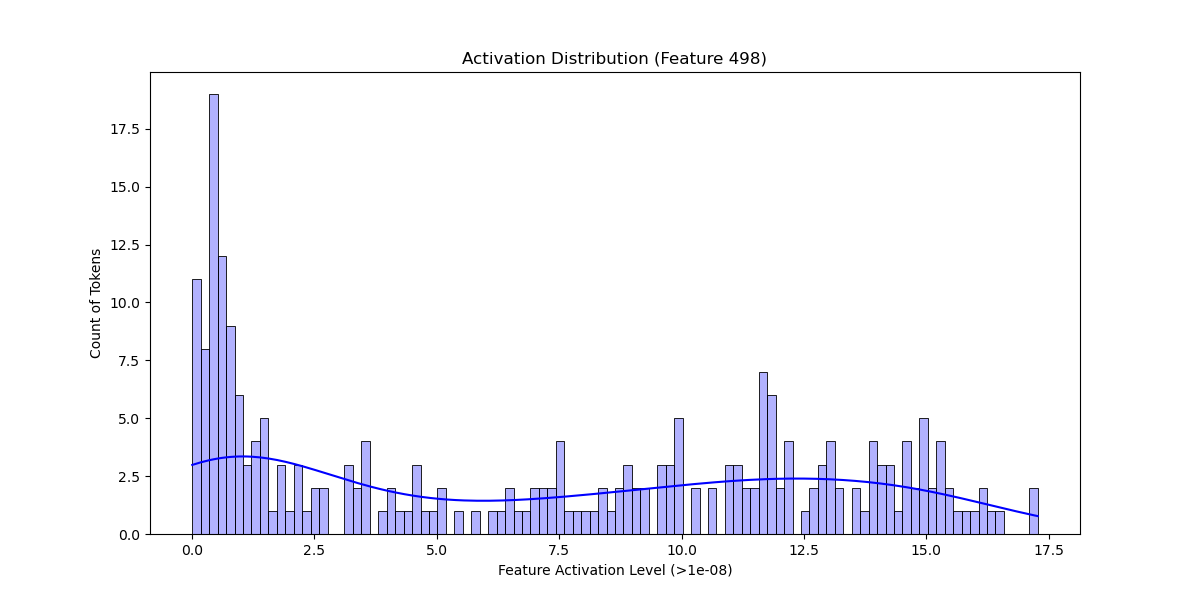 Activation Distribution (Feature 498)
17.5
15.0
12.5
10.0
7.5
5.0
2.5
0.0
Count of Tokens
0.0 2.5 5.0 7.5 10.0 12.5 15.0 17.5
Feature Activation Level (>1e-08)